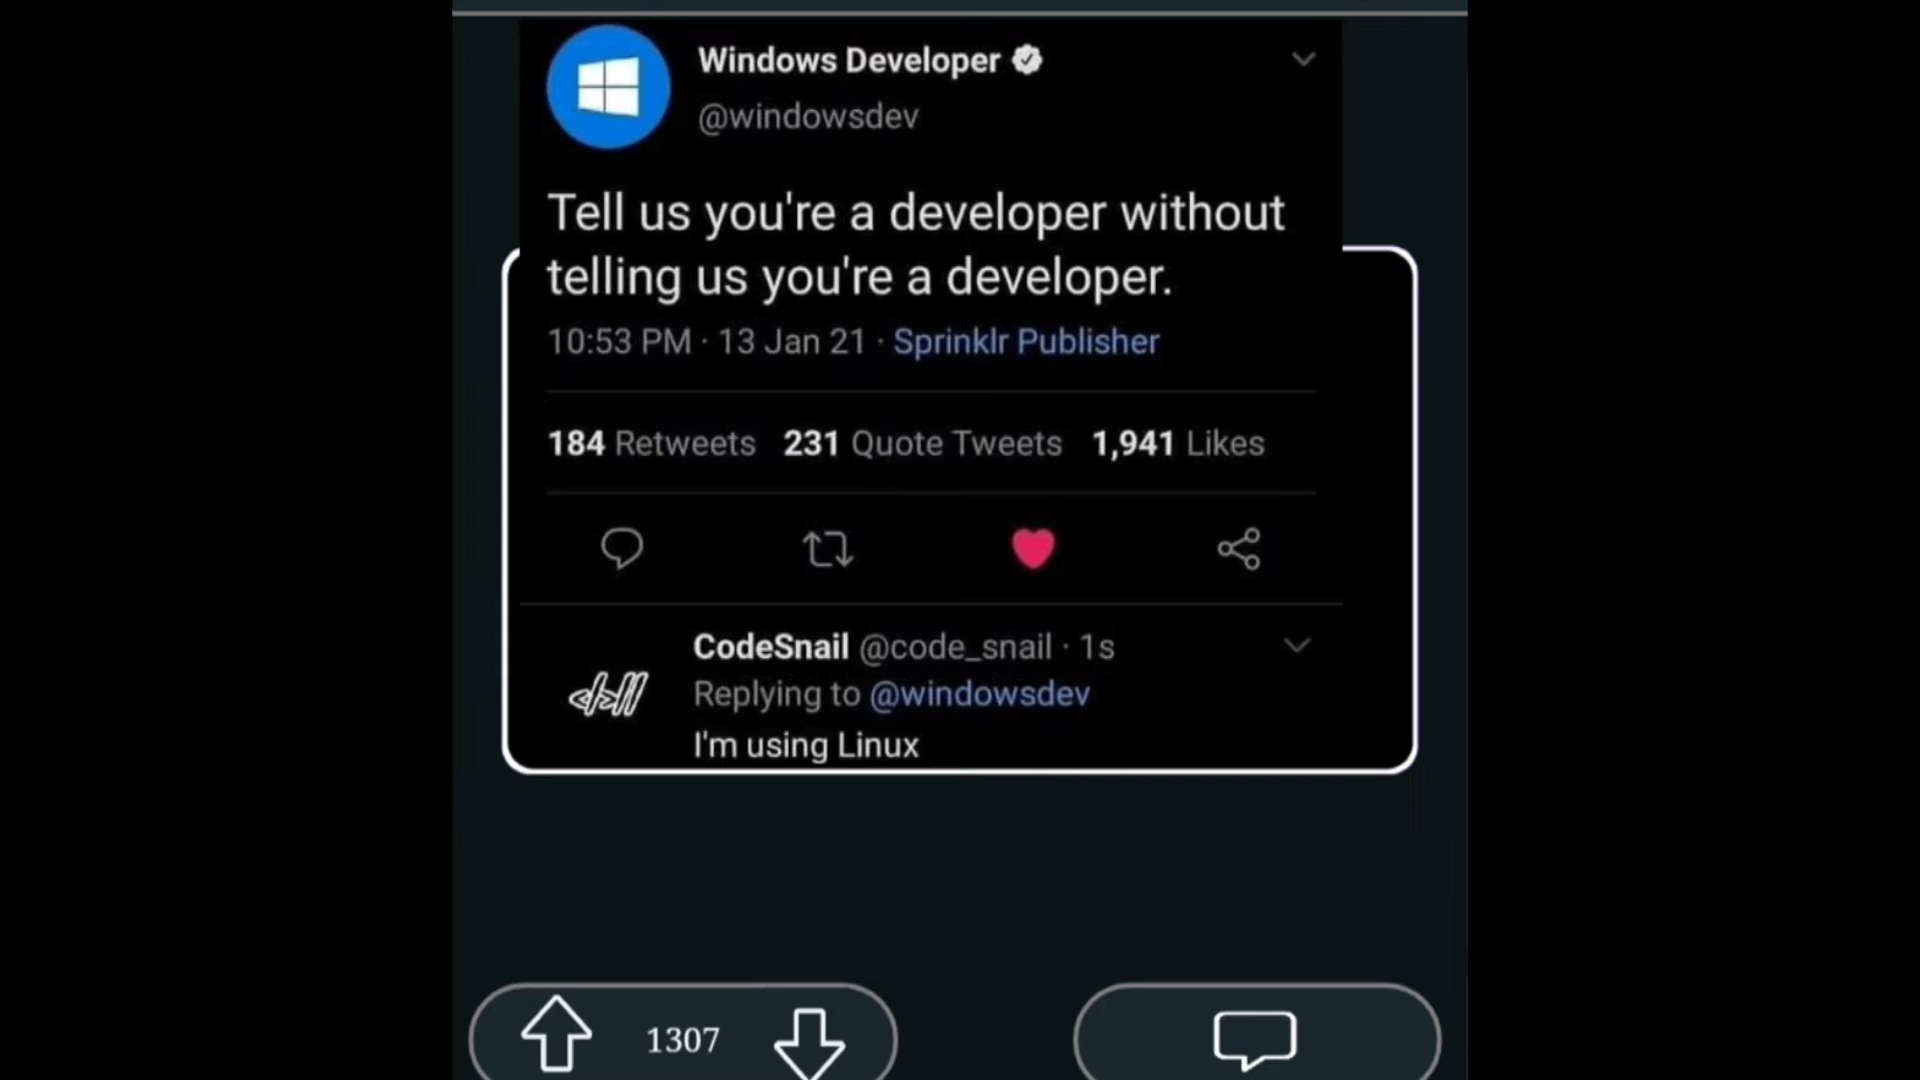 Windows Developer
@windowsdev
Tell us you're a developer without
telling us you're a developer.
10:53 PM · 13 Jan 21 · Sprinklr Publisher
184 Retweets 231 Quote Tweets 1,941 Likes
CodeSnail @code_snail · 1s
Replying to @windowsdev
I'm using Linux
1307